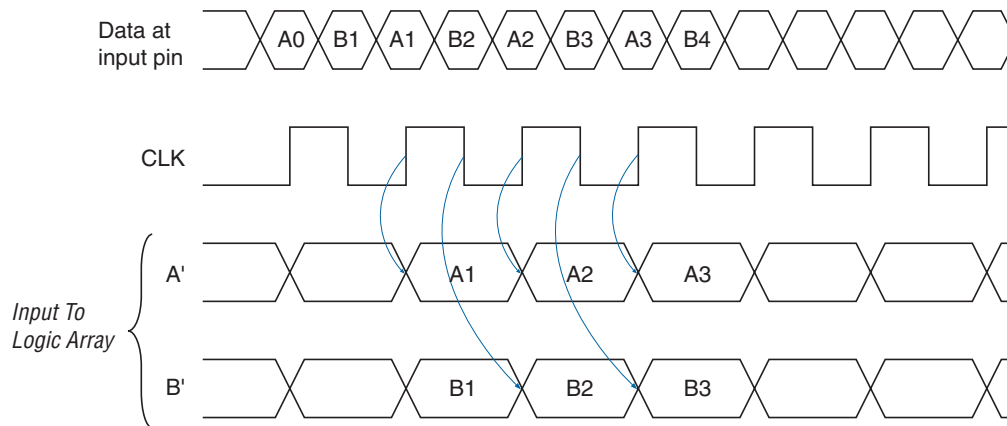 Data at
input pin
A0 B1 A1 B2 A2 B3 A3 B4
CLK
A' A1 A2 A3
Input To
Logic Array
B' B1 B2 B3